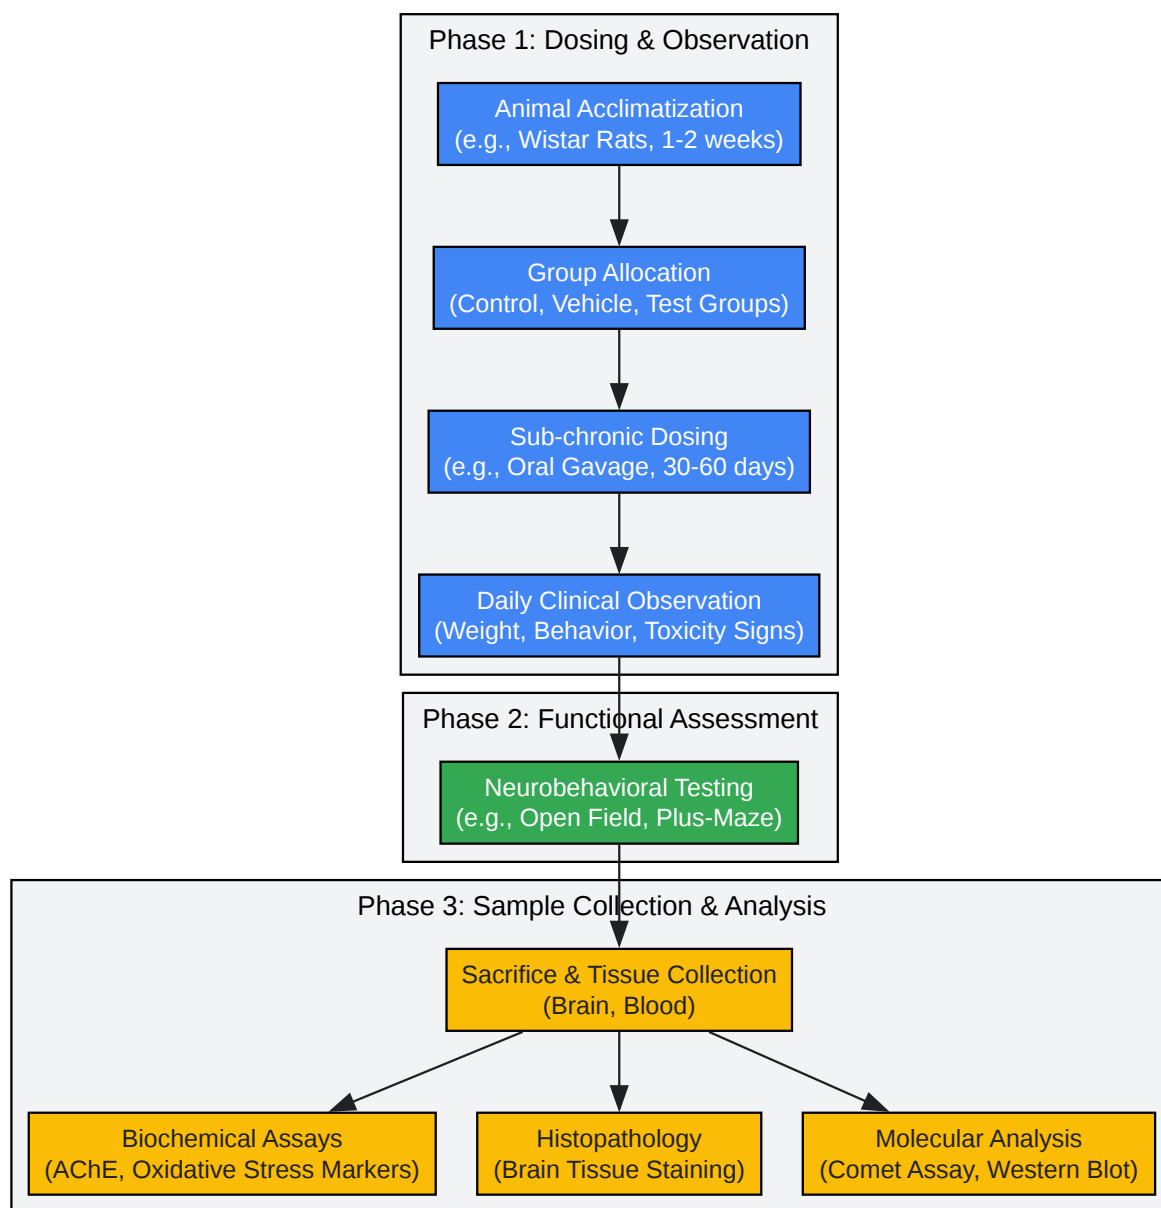 Phase 1: Dosing & Observation
Animal Acclimatization
(e.g., Wistar Rats, 1-2 weeks)
Group Allocation
(Control, Vehicle, Test Groups)
Sub-chronic Dosing
(e.g., Oral Gavage, 30-60 days)
Daily Clinical Observation
(Weight, Behavior, Toxicity Signs)
Phase 2: Functional Assessment
Neurobehavioral Testing
(e.g., Open Field, Plus-Maze)
Phase 3: Sample Collection & Analysis
Sacrifice & Tissue Collection
(Brain, Blood)
Biochemical Assays
(AChE, Oxidative Stress Markers)
Histopathology
(Brain Tissue Staining)
Molecular Analysis
(Comet Assay, Western Blot)